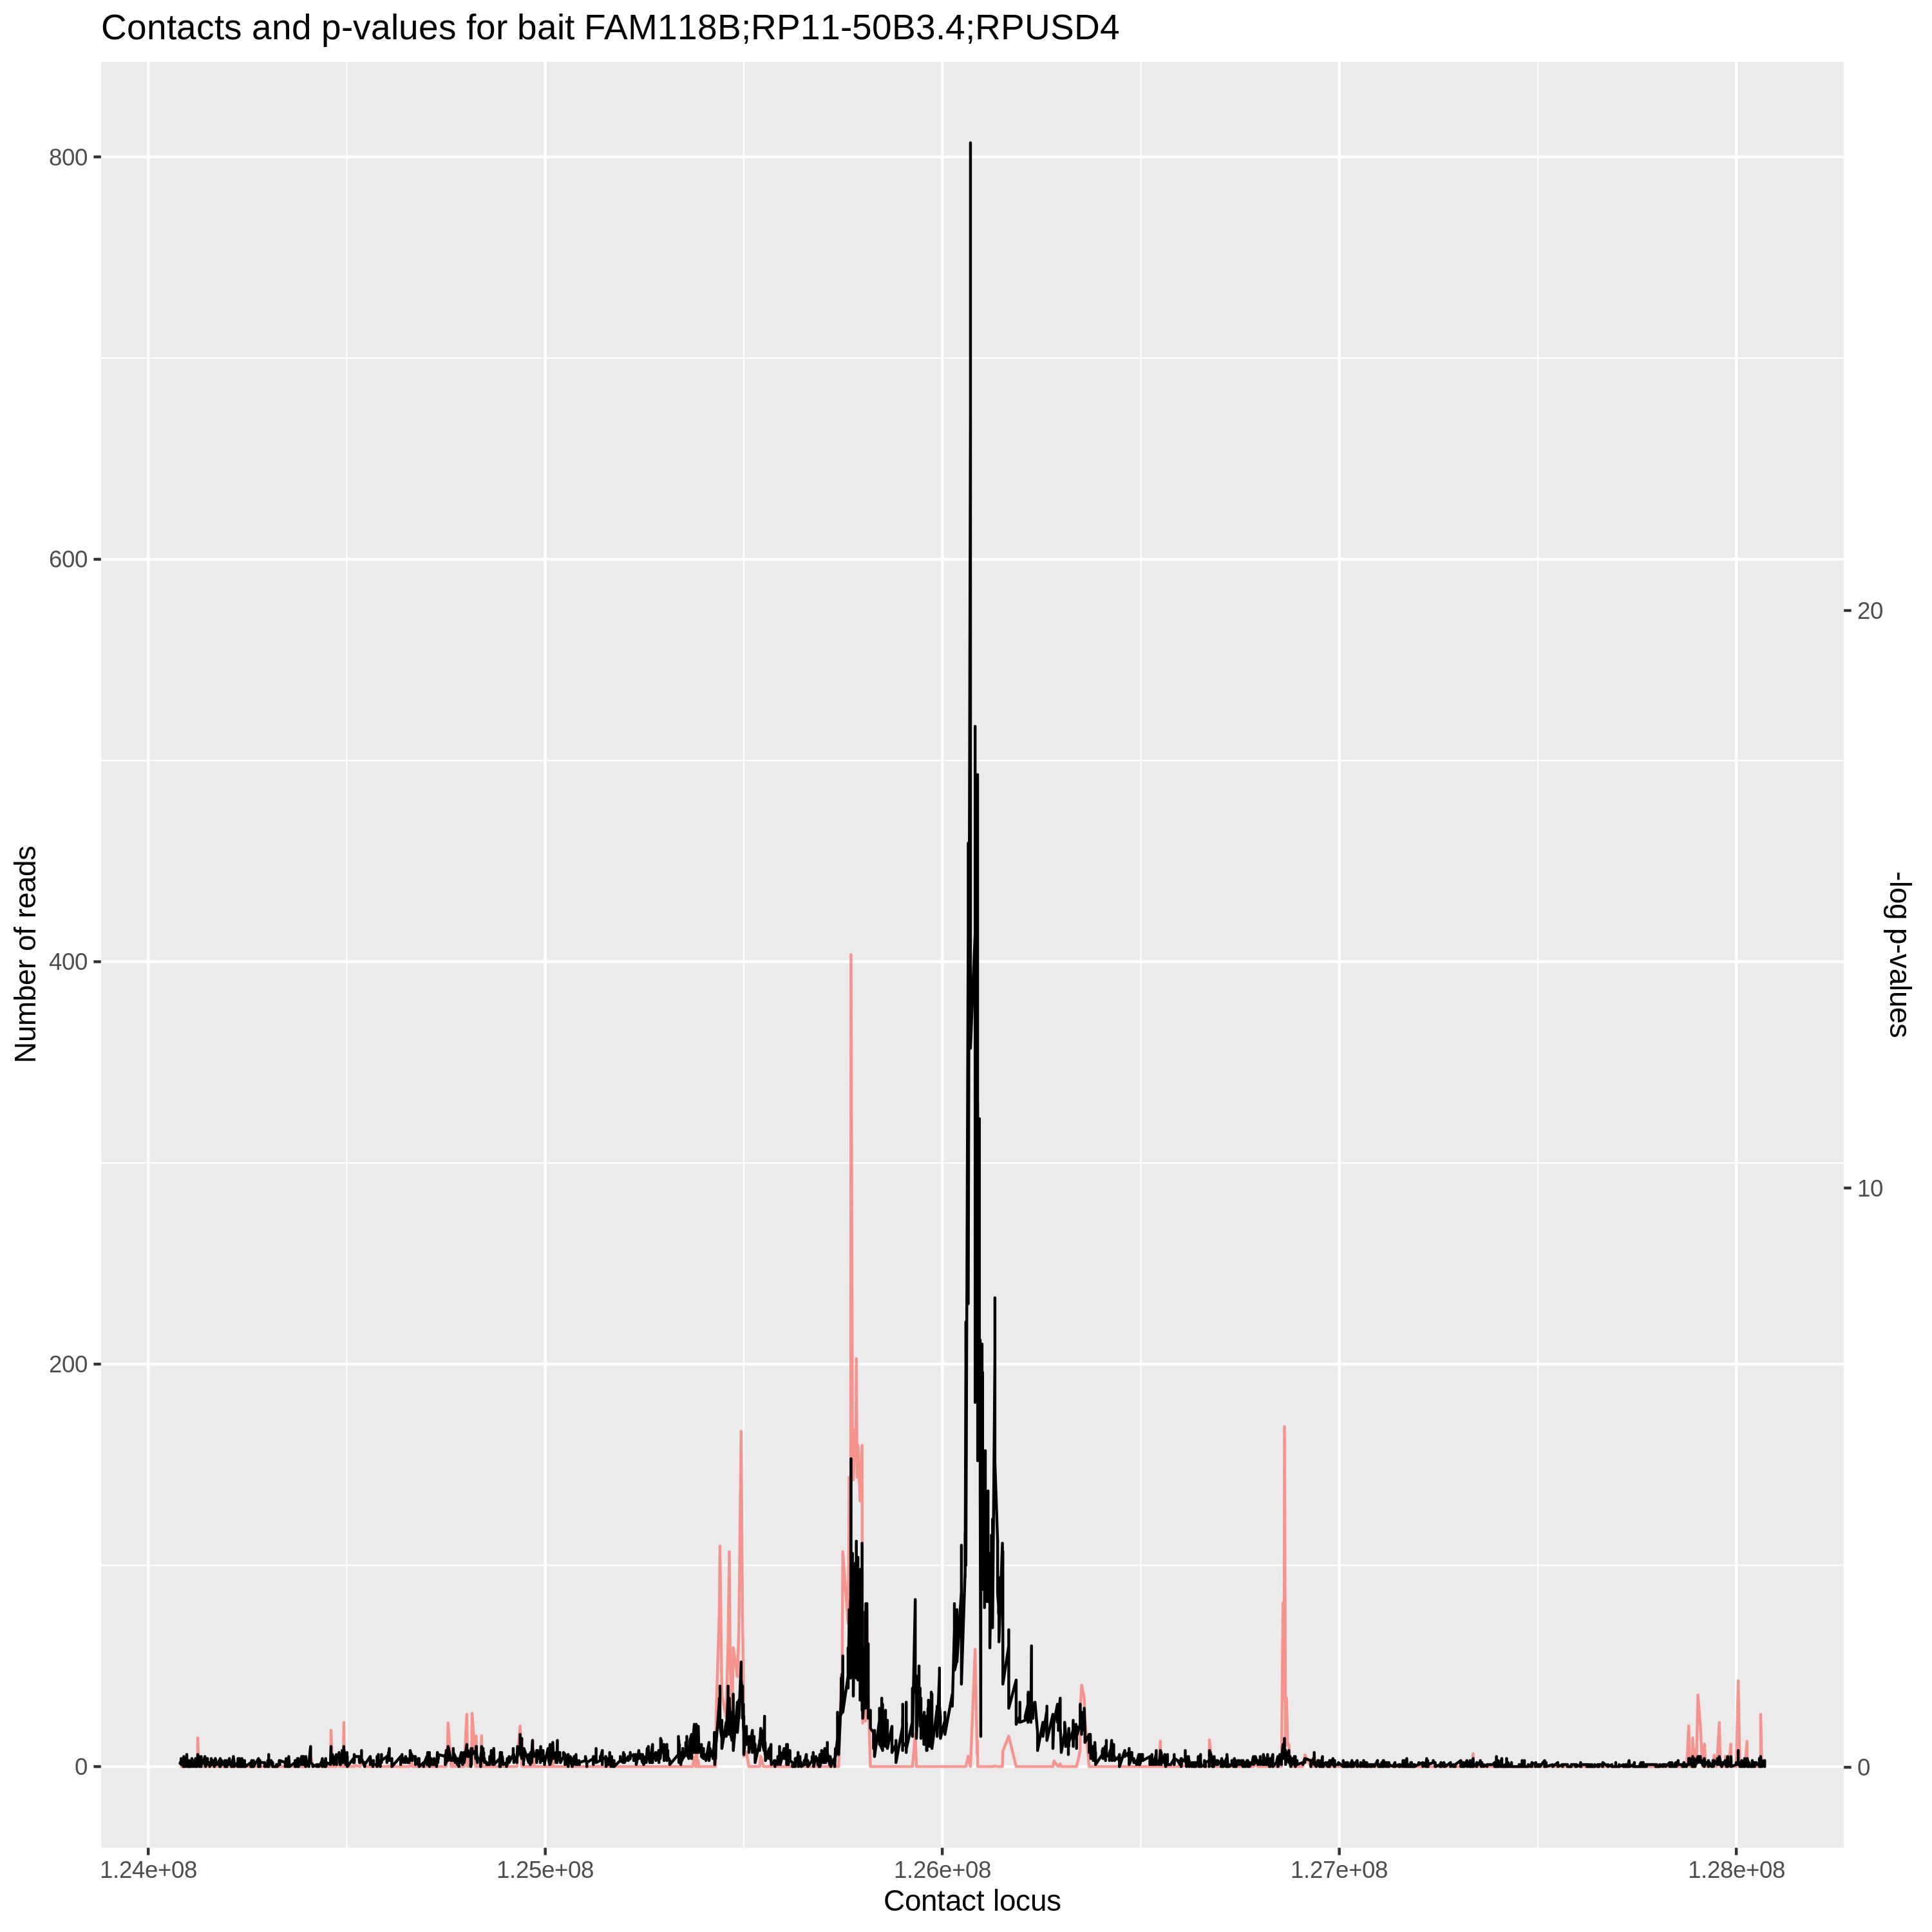 Contacts and p-values for bait FAM118B;RP11-50B3.4;RPUSD4
800
600
400
200
0
Number of reads
20
10
0
-log p-values
1.24e+08
1.25e+08
1.26e+08
1.27e+08
1.28e+08
Contact locus